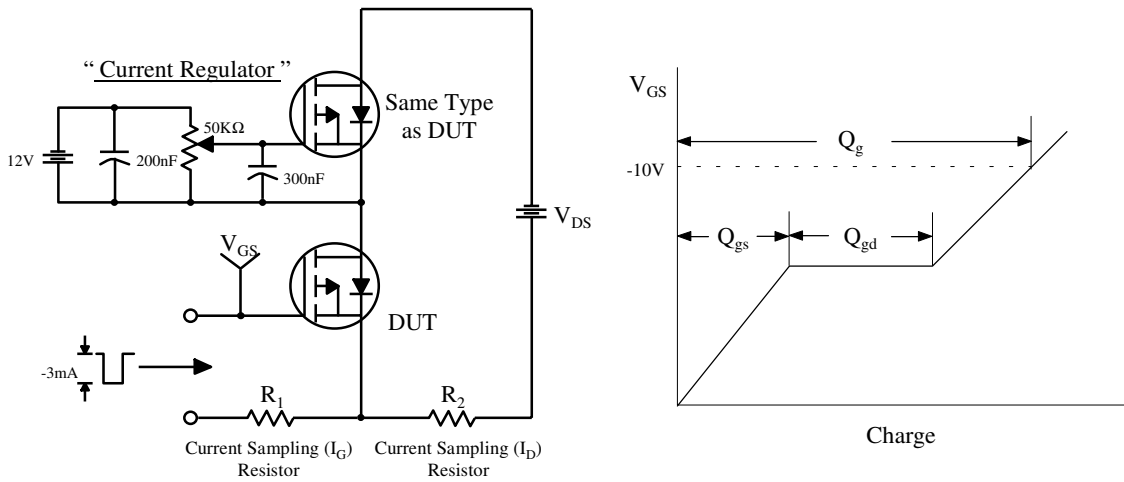 “ Current Regulator ”
Same Type
as DUT
50KΩ
12V
200nF
300nF
V_DS
V_GS
DUT
-3mA
R_1
R_2
Current Sampling (I_G)
Resistor
Current Sampling (I_D)
Resistor
V_GS
Q_g
-10V
Q_gs
Q_gd
Charge